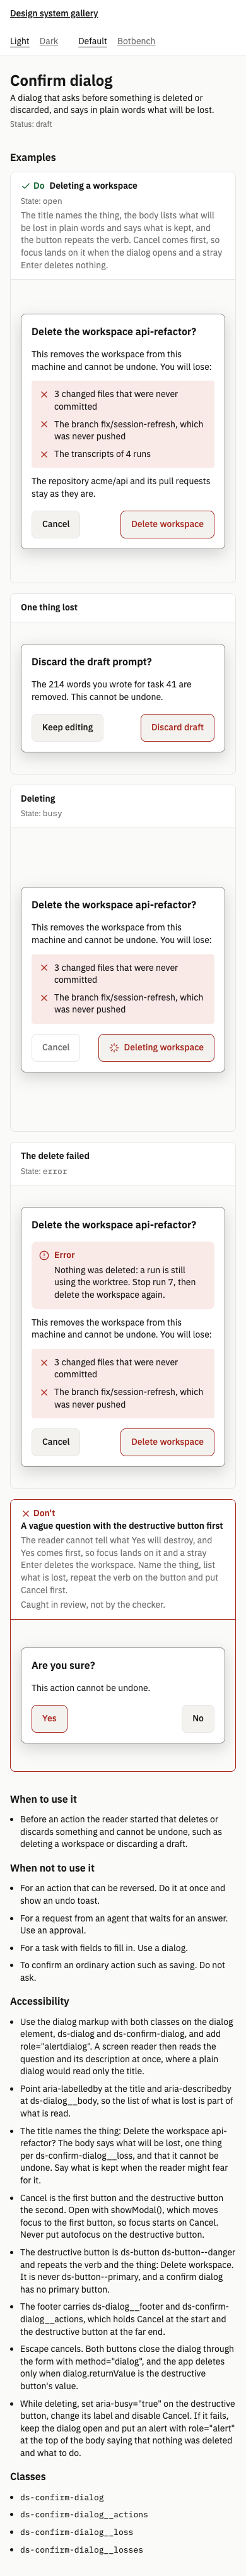 Design system gallery
Light Dark Default Botbench
Confirm dialog
A dialog that asks before something is deleted or
discarded, and says in plain words what will be lost.
Status: draft
Examples
Do Deleting a workspace
State: open
The title names the thing, the body lists what will
be lost in plain words and says what is kept, and
the button repeats the verb. Cancel comes first, so
focus lands on it when the dialog opens and a stray
Enter deletes nothing.
Delete the workspace api-refactor?
This removes the workspace from this
machine and cannot be undone. You will lose:
3 changed files that were never
committed
The branch fix/session-refresh, which
was never pushed
The transcripts of 4 runs
The repository acme/api and its pull requests
stay as they are.
Cancel Delete workspace
One thing lost
Discard the draft prompt?
The 214 words you wrote for task 41 are
removed. This cannot be undone.
Keep editing Discard draft
Deleting
State: busy
Delete the workspace api-refactor?
This removes the workspace from this
machine and cannot be undone. You will lose:
3 changed files that were never
committed
The branch fix/session-refresh, which
was never pushed
Cancel Deleting workspace
The delete failed
State: error
Delete the workspace api-refactor?
Error
Nothing was deleted: a run is still
using the worktree. Stop run 7, then
delete the workspace again.
This removes the workspace from this
machine and cannot be undone. You will lose:
3 changed files that were never
committed
The branch fix/session-refresh, which
was never pushed
Cancel Delete workspace
Don't
A vague question with the destructive button first
The reader cannot tell what Yes will destroy, and
Yes comes first, so focus lands on it and a stray
Enter deletes the workspace. Name the thing, list
what is lost, repeat the verb on the button and put
Cancel first.
Caught in review, not by the checker.
Are you sure?
This action cannot be undone.
Yes No
When to use it
• Before an action the reader started that deletes or
discards something and cannot be undone, such as
deleting a workspace or discarding a draft.
When not to use it
• For an action that can be reversed. Do it at once and
show an undo toast.
• For a request from an agent that waits for an answer.
Use an approval.
• For a task with fields to fill in. Use a dialog.
• To confirm an ordinary action such as saving. Do not
ask.
Accessibility
• Use the dialog markup with both classes on the dialog
element, ds-dialog and ds-confirm-dialog, and add
role="alertdialog". A screen reader then reads the
question and its description at once, where a plain
dialog would read only the title.
• Point aria-labelledby at the title and aria-describedby
at ds-dialog__body, so the list of what is lost is part of
what is read.
• The title names the thing: Delete the workspace api-
refactor? The body says what will be lost, one thing
per ds-confirm-dialog__loss, and that it cannot be
undone. Say what is kept when the reader might fear
for it.
• Cancel is the first button and the destructive button
the second. Open with showModal(), which moves
focus to the first button, so focus starts on Cancel.
Never put autofocus on the destructive button.
• The destructive button is ds-button ds-button--danger
and repeats the verb and the thing: Delete workspace.
It is never ds-button--primary, and a confirm dialog
has no primary button.
• The footer carries ds-dialog__footer and ds-confirm-
dialog__actions, which holds Cancel at the start and
the destructive button at the far end.
• Escape cancels. Both buttons close the dialog through
the form with method="dialog", and the app deletes
only when dialog.returnValue is the destructive
button's value.
• While deleting, set aria-busy="true" on the destructive
button, change its label and disable Cancel. If it fails,
keep the dialog open and put an alert with role="alert"
at the top of the body saying that nothing was deleted
and what to do.
Classes
• ds-confirm-dialog
• ds-confirm-dialog__actions
• ds-confirm-dialog__loss
• ds-confirm-dialog__losses